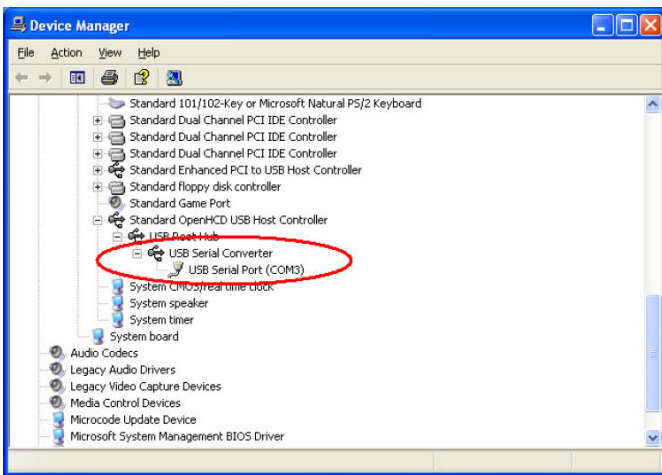 Device Manager
File Action View Help
Standard 101/102-Key or Microsoft Natural PS/2 Keyboard
Standard Dual Channel PCI IDE Controller
Standard Dual Channel PCI IDE Controller
Standard Dual Channel PCI IDE Controller
Standard Enhanced PCI to USB Host Controller
Standard floppy disk controller
Standard Game Port
Standard OpenHCD USB Host Controller
USB Root Hub
USB Serial Converter
USB Serial Port (COM3)
System CMOS/real time clock
System speaker
System timer
System board
Audio Codecs
Legacy Audio Drivers
Legacy Video Capture Devices
Media Control Devices
Microcode Update Device
Microsoft System Management BIOS Driver